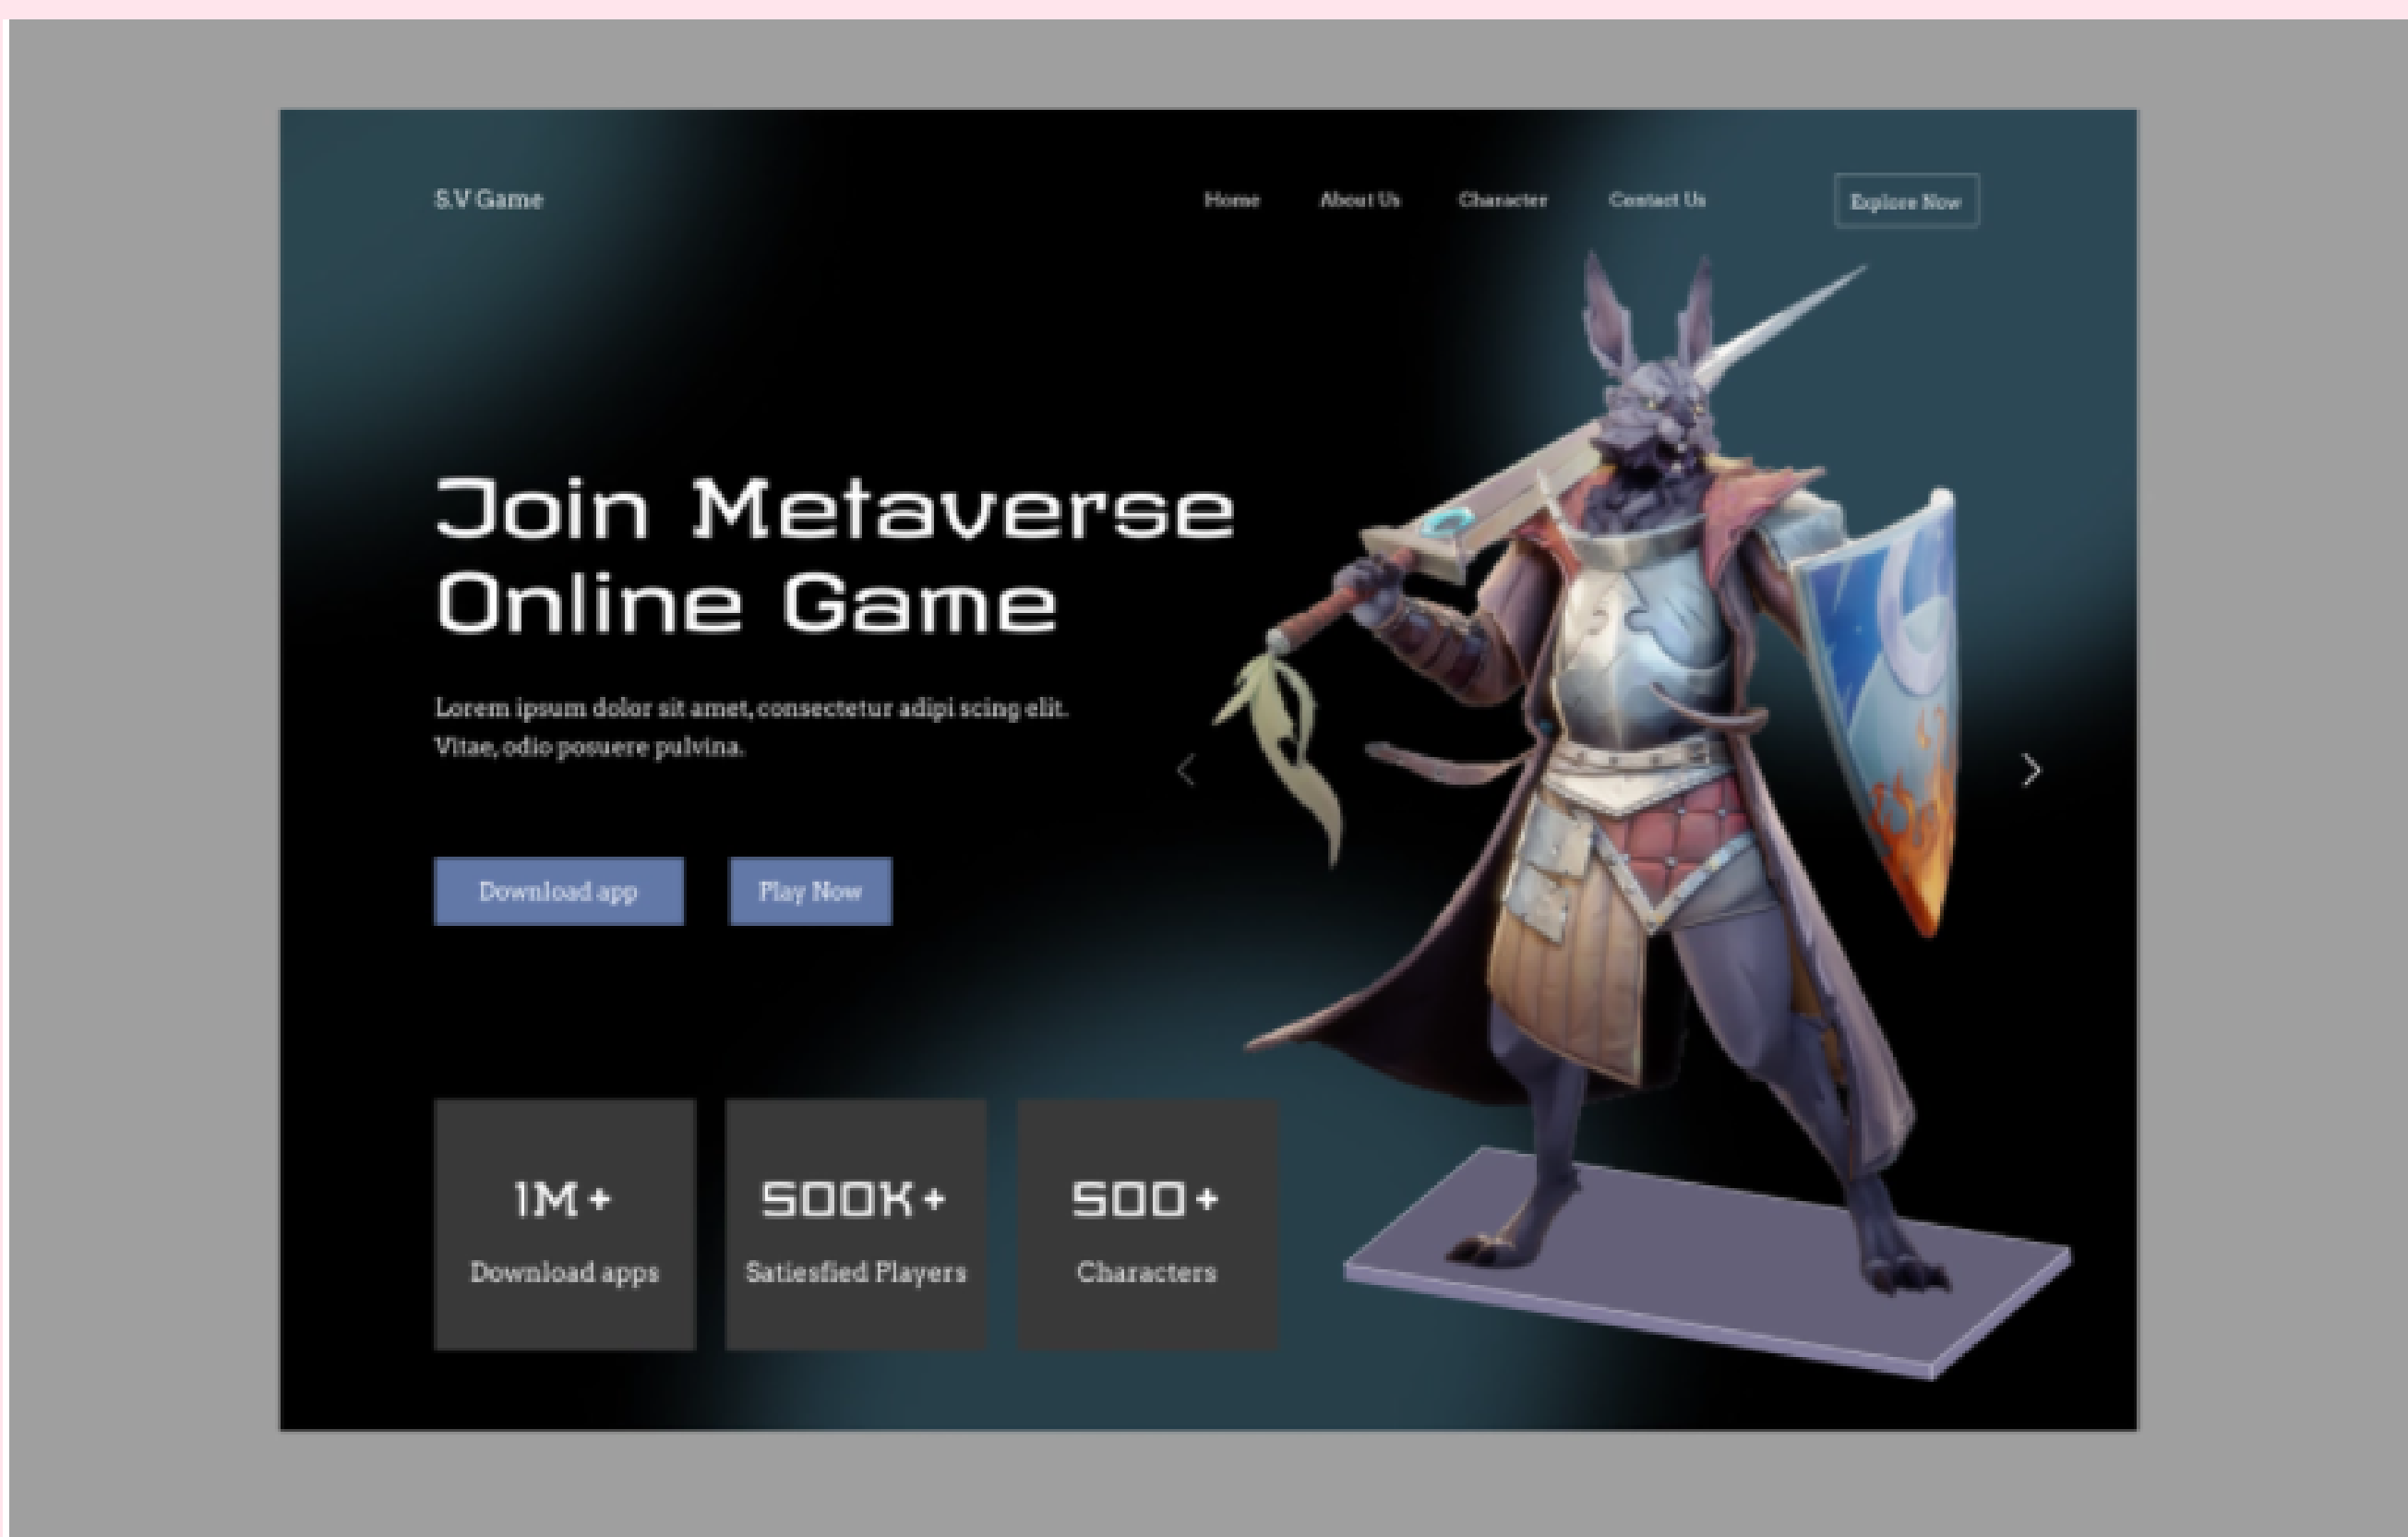 S.V Game
Home
About Us
Character
Contact Us
Explore Now
Join Metaverse
Online Game
Lorem ipsum dolor sit amet, consectetur adipi scing elit.
Vitae, odio posuere pulvina.
Download app
Play Now
1M+
Download apps
500K+
Satiesfied Players
500+
Characters